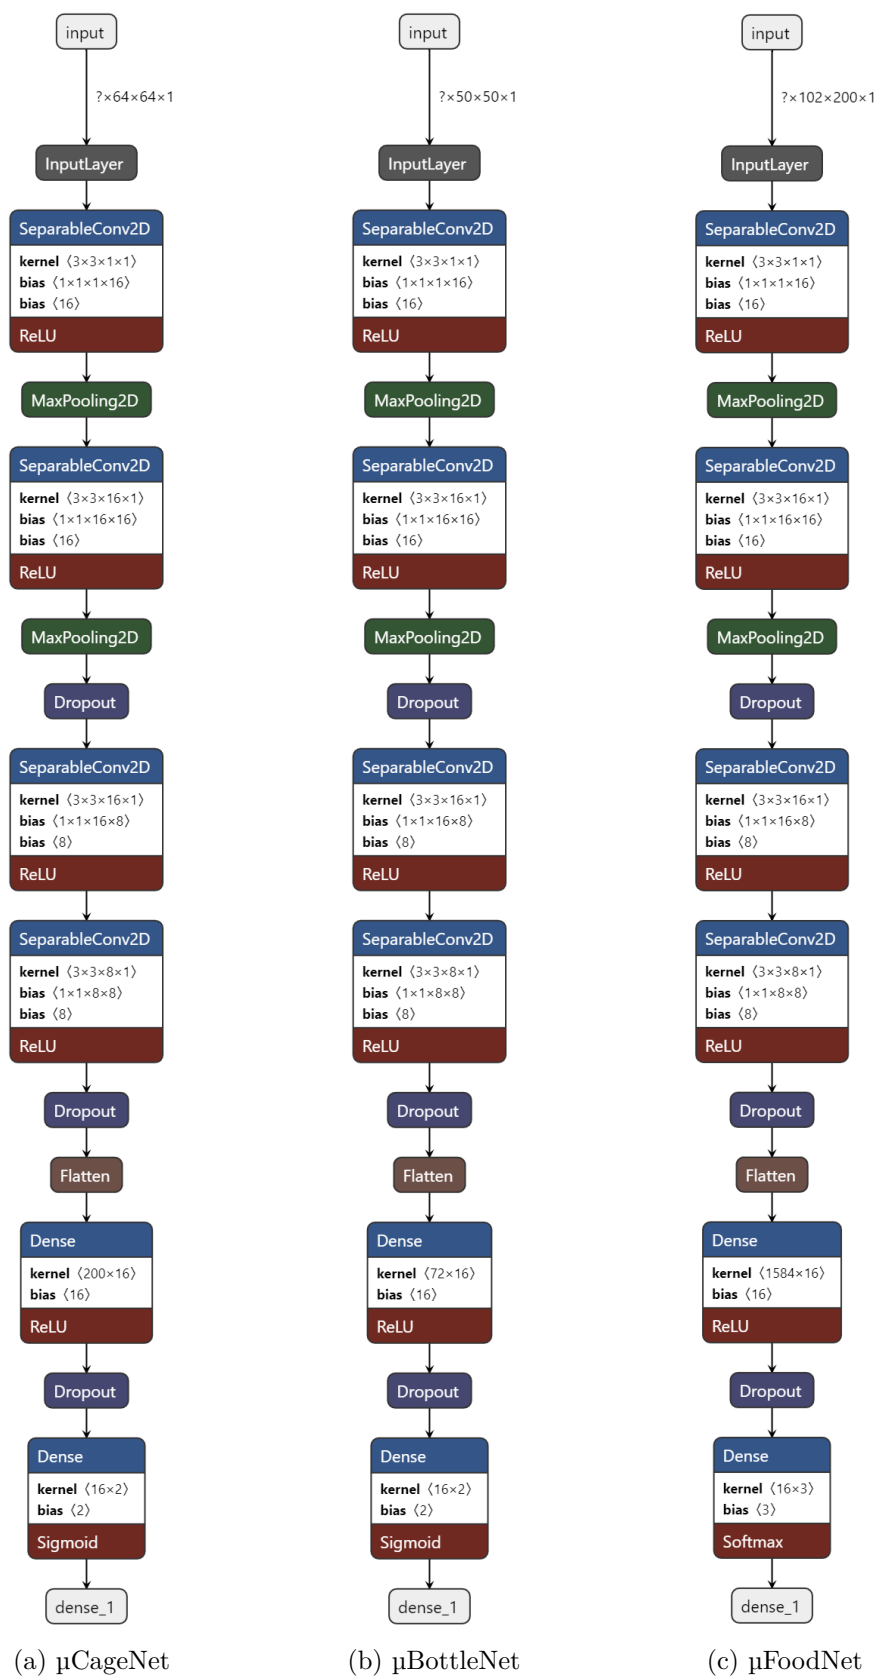 input
?×64×64×1
InputLayer
SeparableConv2D
kernel 〈3×3×1×1〉
bias 〈1×1×1×16〉
bias 〈16〉
ReLU
MaxPooling2D
SeparableConv2D
kernel 〈3×3×16×1〉
bias 〈1×1×16×16〉
bias 〈16〉
ReLU
MaxPooling2D
Dropout
SeparableConv2D
kernel 〈3×3×16×1〉
bias 〈1×1×16×8〉
bias 〈8〉
ReLU
SeparableConv2D
kernel 〈3×3×8×1〉
bias 〈1×1×8×8〉
bias 〈8〉
ReLU
Dropout
Flatten
Dense
kernel 〈200×16〉
bias 〈16〉
ReLU
Dropout
Dense
kernel 〈16×2〉
bias 〈2〉
Sigmoid
dense_1
(a) µCageNet
input
?×50×50×1
InputLayer
SeparableConv2D
kernel 〈3×3×1×1〉
bias 〈1×1×1×16〉
bias 〈16〉
ReLU
MaxPooling2D
SeparableConv2D
kernel 〈3×3×16×1〉
bias 〈1×1×16×16〉
bias 〈16〉
ReLU
MaxPooling2D
Dropout
SeparableConv2D
kernel 〈3×3×16×1〉
bias 〈1×1×16×8〉
bias 〈8〉
ReLU
SeparableConv2D
kernel 〈3×3×8×1〉
bias 〈1×1×8×8〉
bias 〈8〉
ReLU
Dropout
Flatten
Dense
kernel 〈72×16〉
bias 〈16〉
ReLU
Dropout
Dense
kernel 〈16×2〉
bias 〈2〉
Sigmoid
dense_1
(b) µBottleNet
input
?×102×200×1
InputLayer
SeparableConv2D
kernel 〈3×3×1×1〉
bias 〈1×1×1×16〉
bias 〈16〉
ReLU
MaxPooling2D
SeparableConv2D
kernel 〈3×3×16×1〉
bias 〈1×1×16×16〉
bias 〈16〉
ReLU
MaxPooling2D
Dropout
SeparableConv2D
kernel 〈3×3×16×1〉
bias 〈1×1×16×8〉
bias 〈8〉
ReLU
SeparableConv2D
kernel 〈3×3×8×1〉
bias 〈1×1×8×8〉
bias 〈8〉
ReLU
Dropout
Flatten
Dense
kernel 〈1584×16〉
bias 〈16〉
ReLU
Dropout
Dense
kernel 〈16×3〉
bias 〈3〉
Softmax
dense_1
(c) µFoodNet